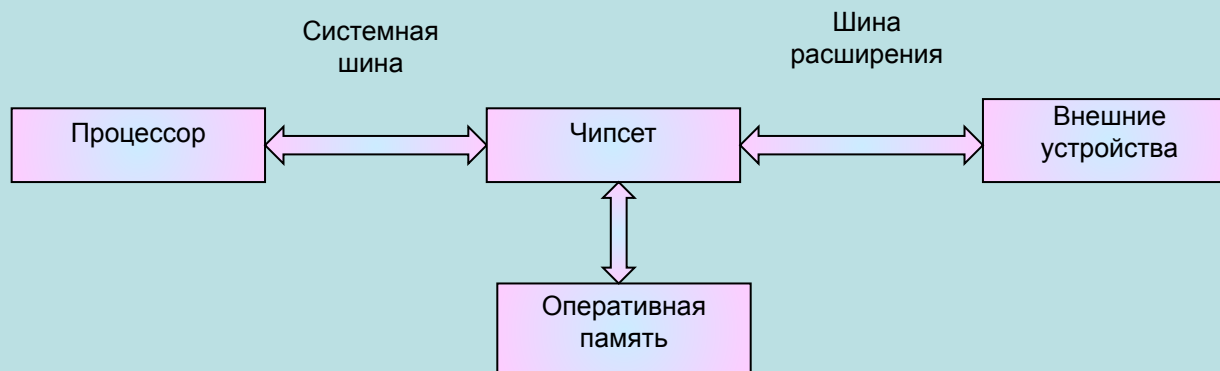 Системная
шина
Шина
расширения
Процессор
Чипсет
Внешние
устройства
Оперативная
память